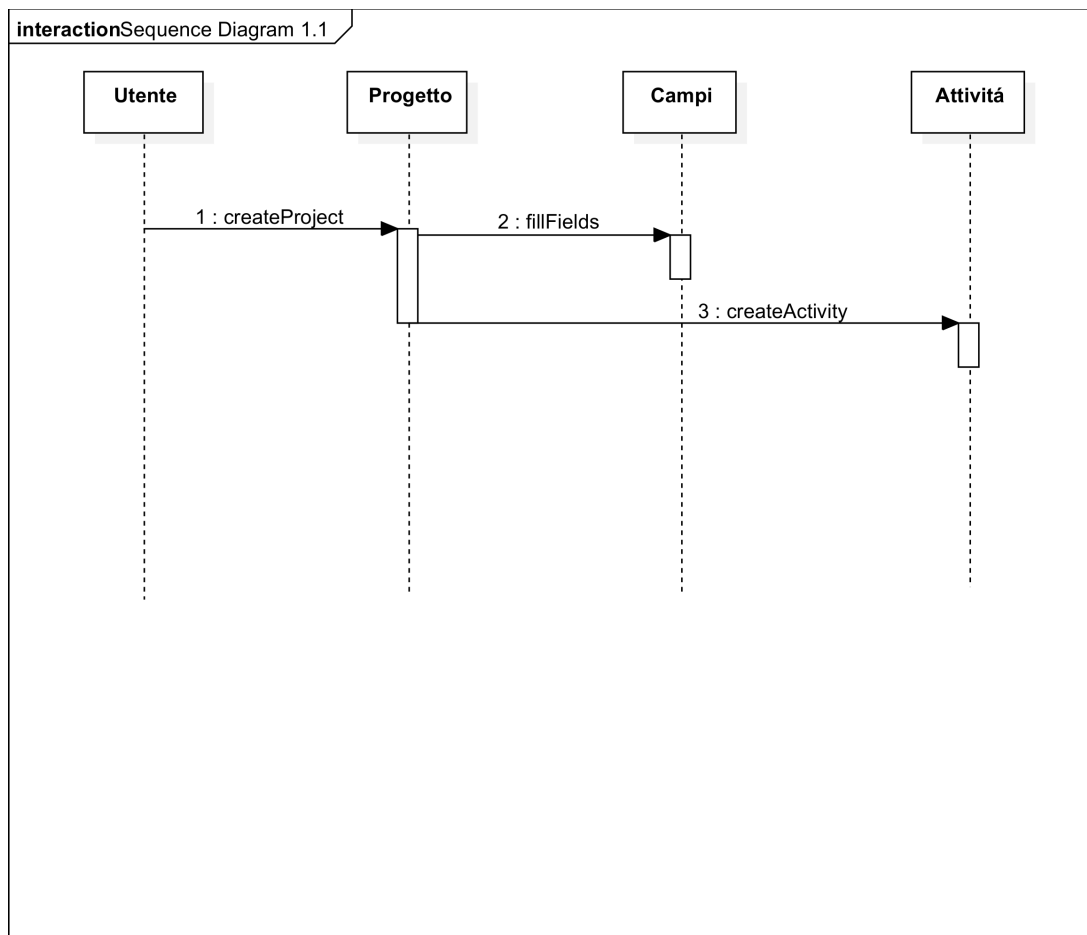 interactionSequence Diagram 1.1
Utente
Progetto
Campi
Attivitá
1 : createProject
2 : fillFields
3 : createActivity